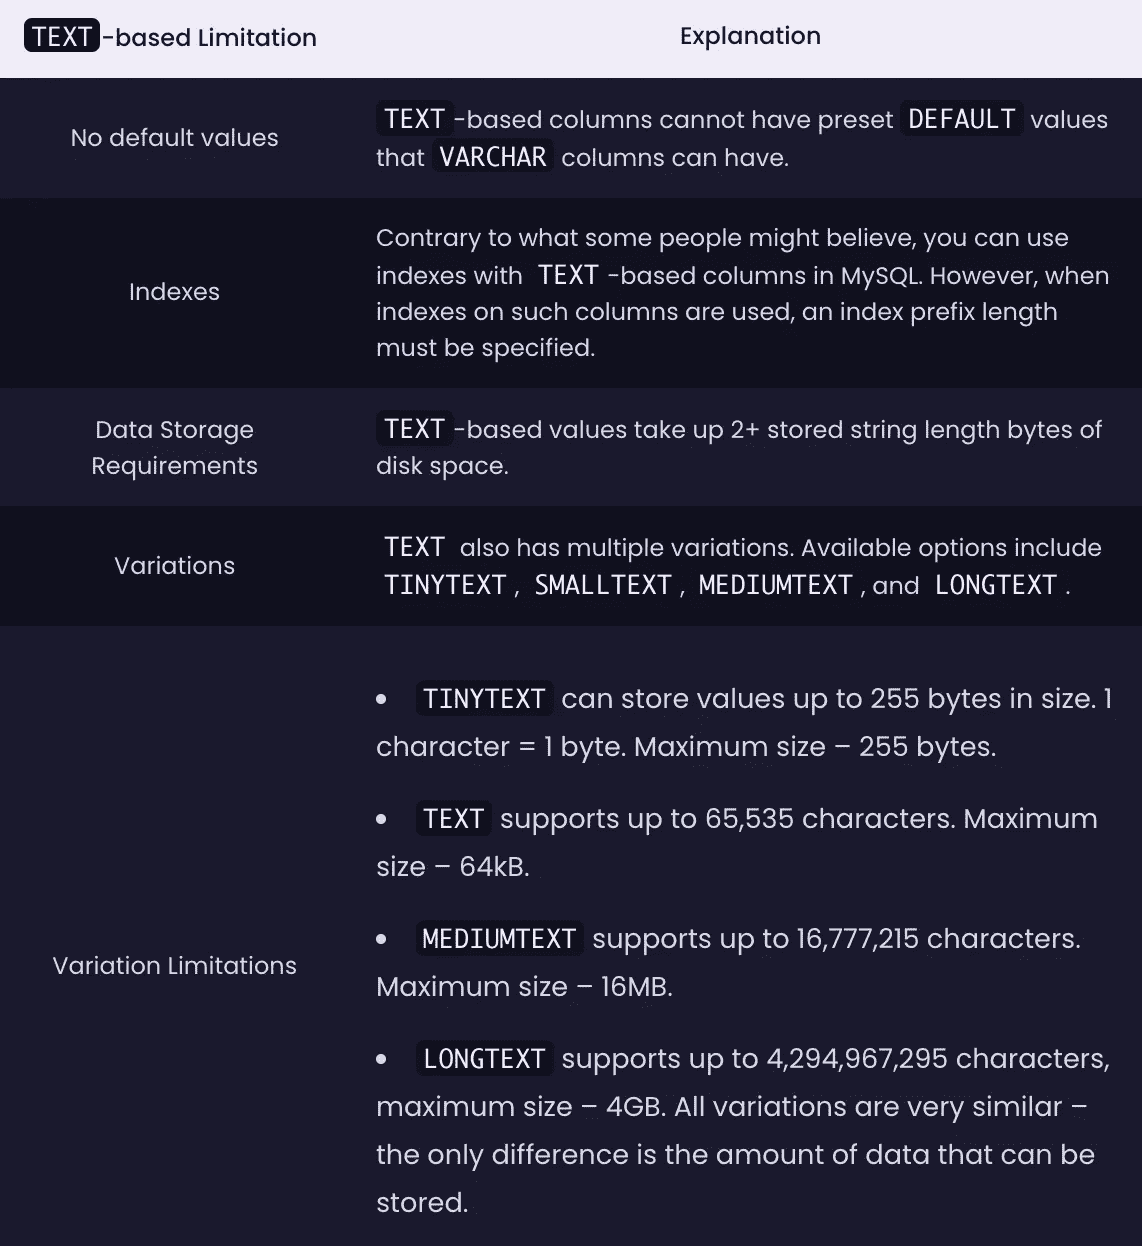 TEXT-based Limitation
Explanation
No default values
TEXT-based columns cannot have preset DEFAULT values
that VARCHAR columns can have.
Indexes
Contrary to what some people might believe, you can use
indexes with TEXT-based columns in MySQL. However, when
indexes on such columns are used, an index prefix length
must be specified.
Data Storage
Requirements
TEXT-based values take up 2+ stored string length bytes of
disk space.
Variations
TEXT also has multiple variations. Available options include
TINYTEXT, SMALLTEXT, MEDIUMTEXT, and LONGTEXT.
Variation Limitations
• TINYTEXT can store values up to 255 bytes in size. 1
character = 1 byte. Maximum size – 255 bytes.
• TEXT supports up to 65,535 characters. Maximum
size – 64kB.
• MEDIUMTEXT supports up to 16,777,215 characters.
Maximum size – 16MB.
• LONGTEXT supports up to 4,294,967,295 characters,
maximum size – 4GB. All variations are very similar –
the only difference is the amount of data that can be
stored.